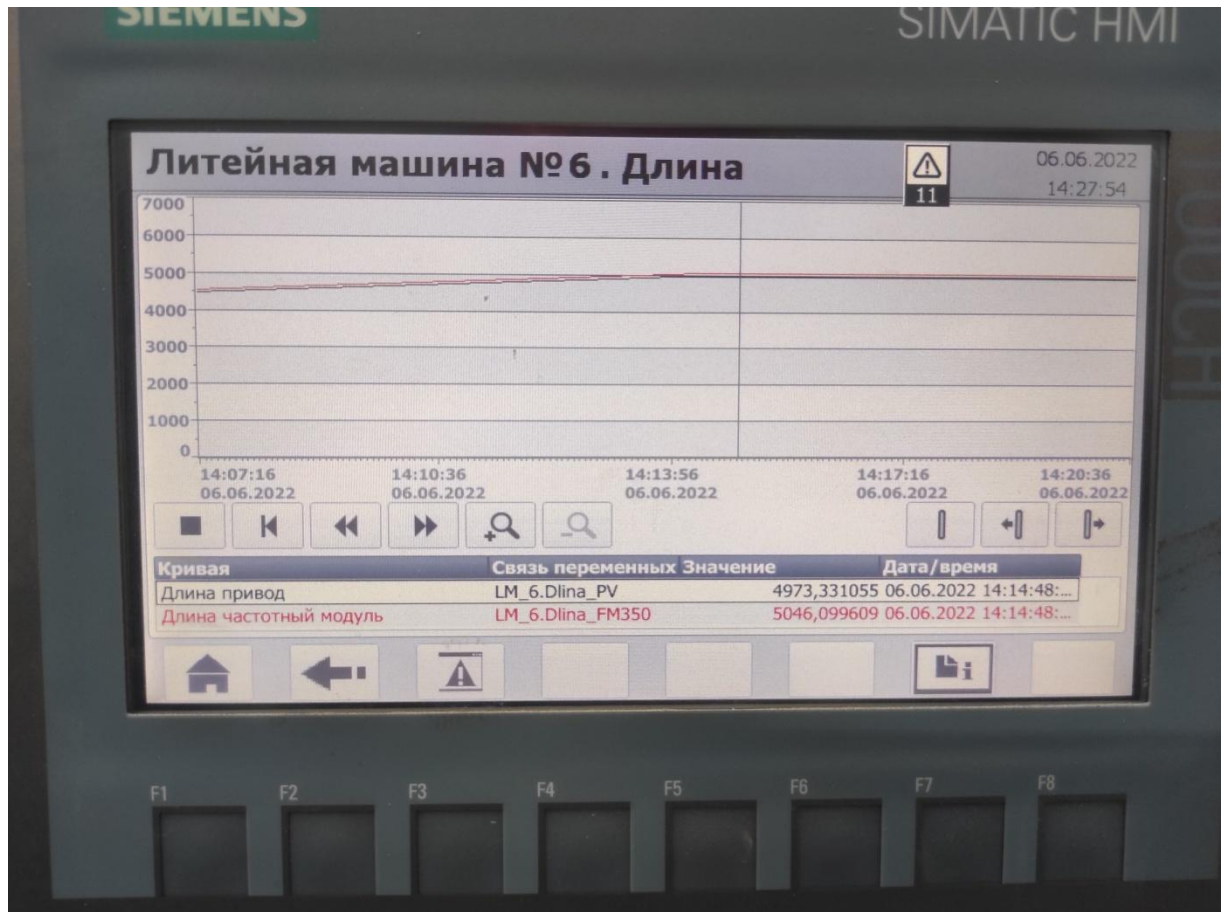 SIEMENS
SIMATIC HMI
TOUCH
Литейная машина №6. Длина
11
06.06.2022
14:27:54
7000
6000
5000
4000
3000
2000
1000
0
14:07:16 14:10:36 14:13:56 14:17:16 14:20:36
06.06.2022 06.06.2022 06.06.2022 06.06.2022 06.06.2022
Кривая Связь переменных Значение Дата/время
Длина привод LM_6.Dlina_PV 4973,331055 06.06.2022 14:14:48:...
Длина частотный модуль LM_6.Dlina_FM350 5046,099609 06.06.2022 14:14:48:...
F1 F2 F3 F4 F5 F6 F7 F8